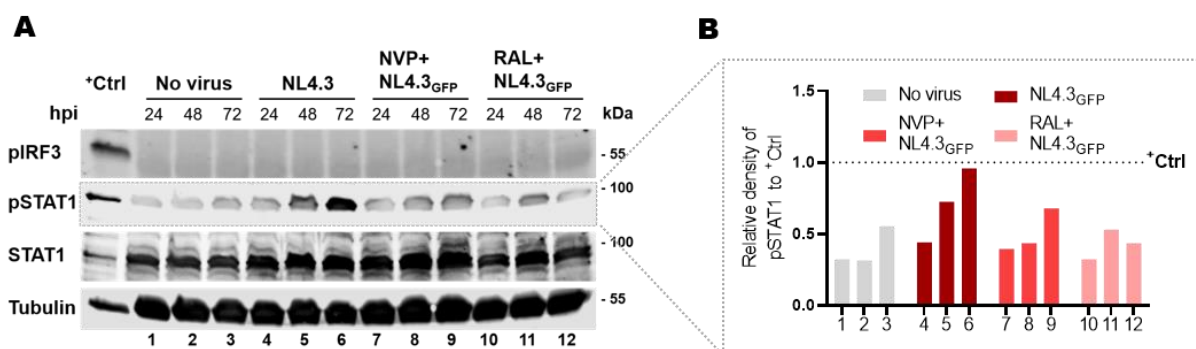 A
+Ctrl
No virus
NL4.3
NVP+
NL4.3GFP
RAL+
NL4.3GFP
hpi 24 48 72 24 48 72 24 48 72 24 48 72 kDa
pIRF3 - 55
pSTAT1 - 100
STAT1 - 100
Tubulin - 55
1 2 3 4 5 6 7 8 9 10 11 12
B
Relative density of
pSTAT1 to +Ctrl
1.5
1.0
0.5
0.0
No virus
NL4.3GFP
NVP+
NL4.3GFP
RAL+
NL4.3GFP
+Ctrl
1 2 3 4 5 6 7 8 9 10 11 12